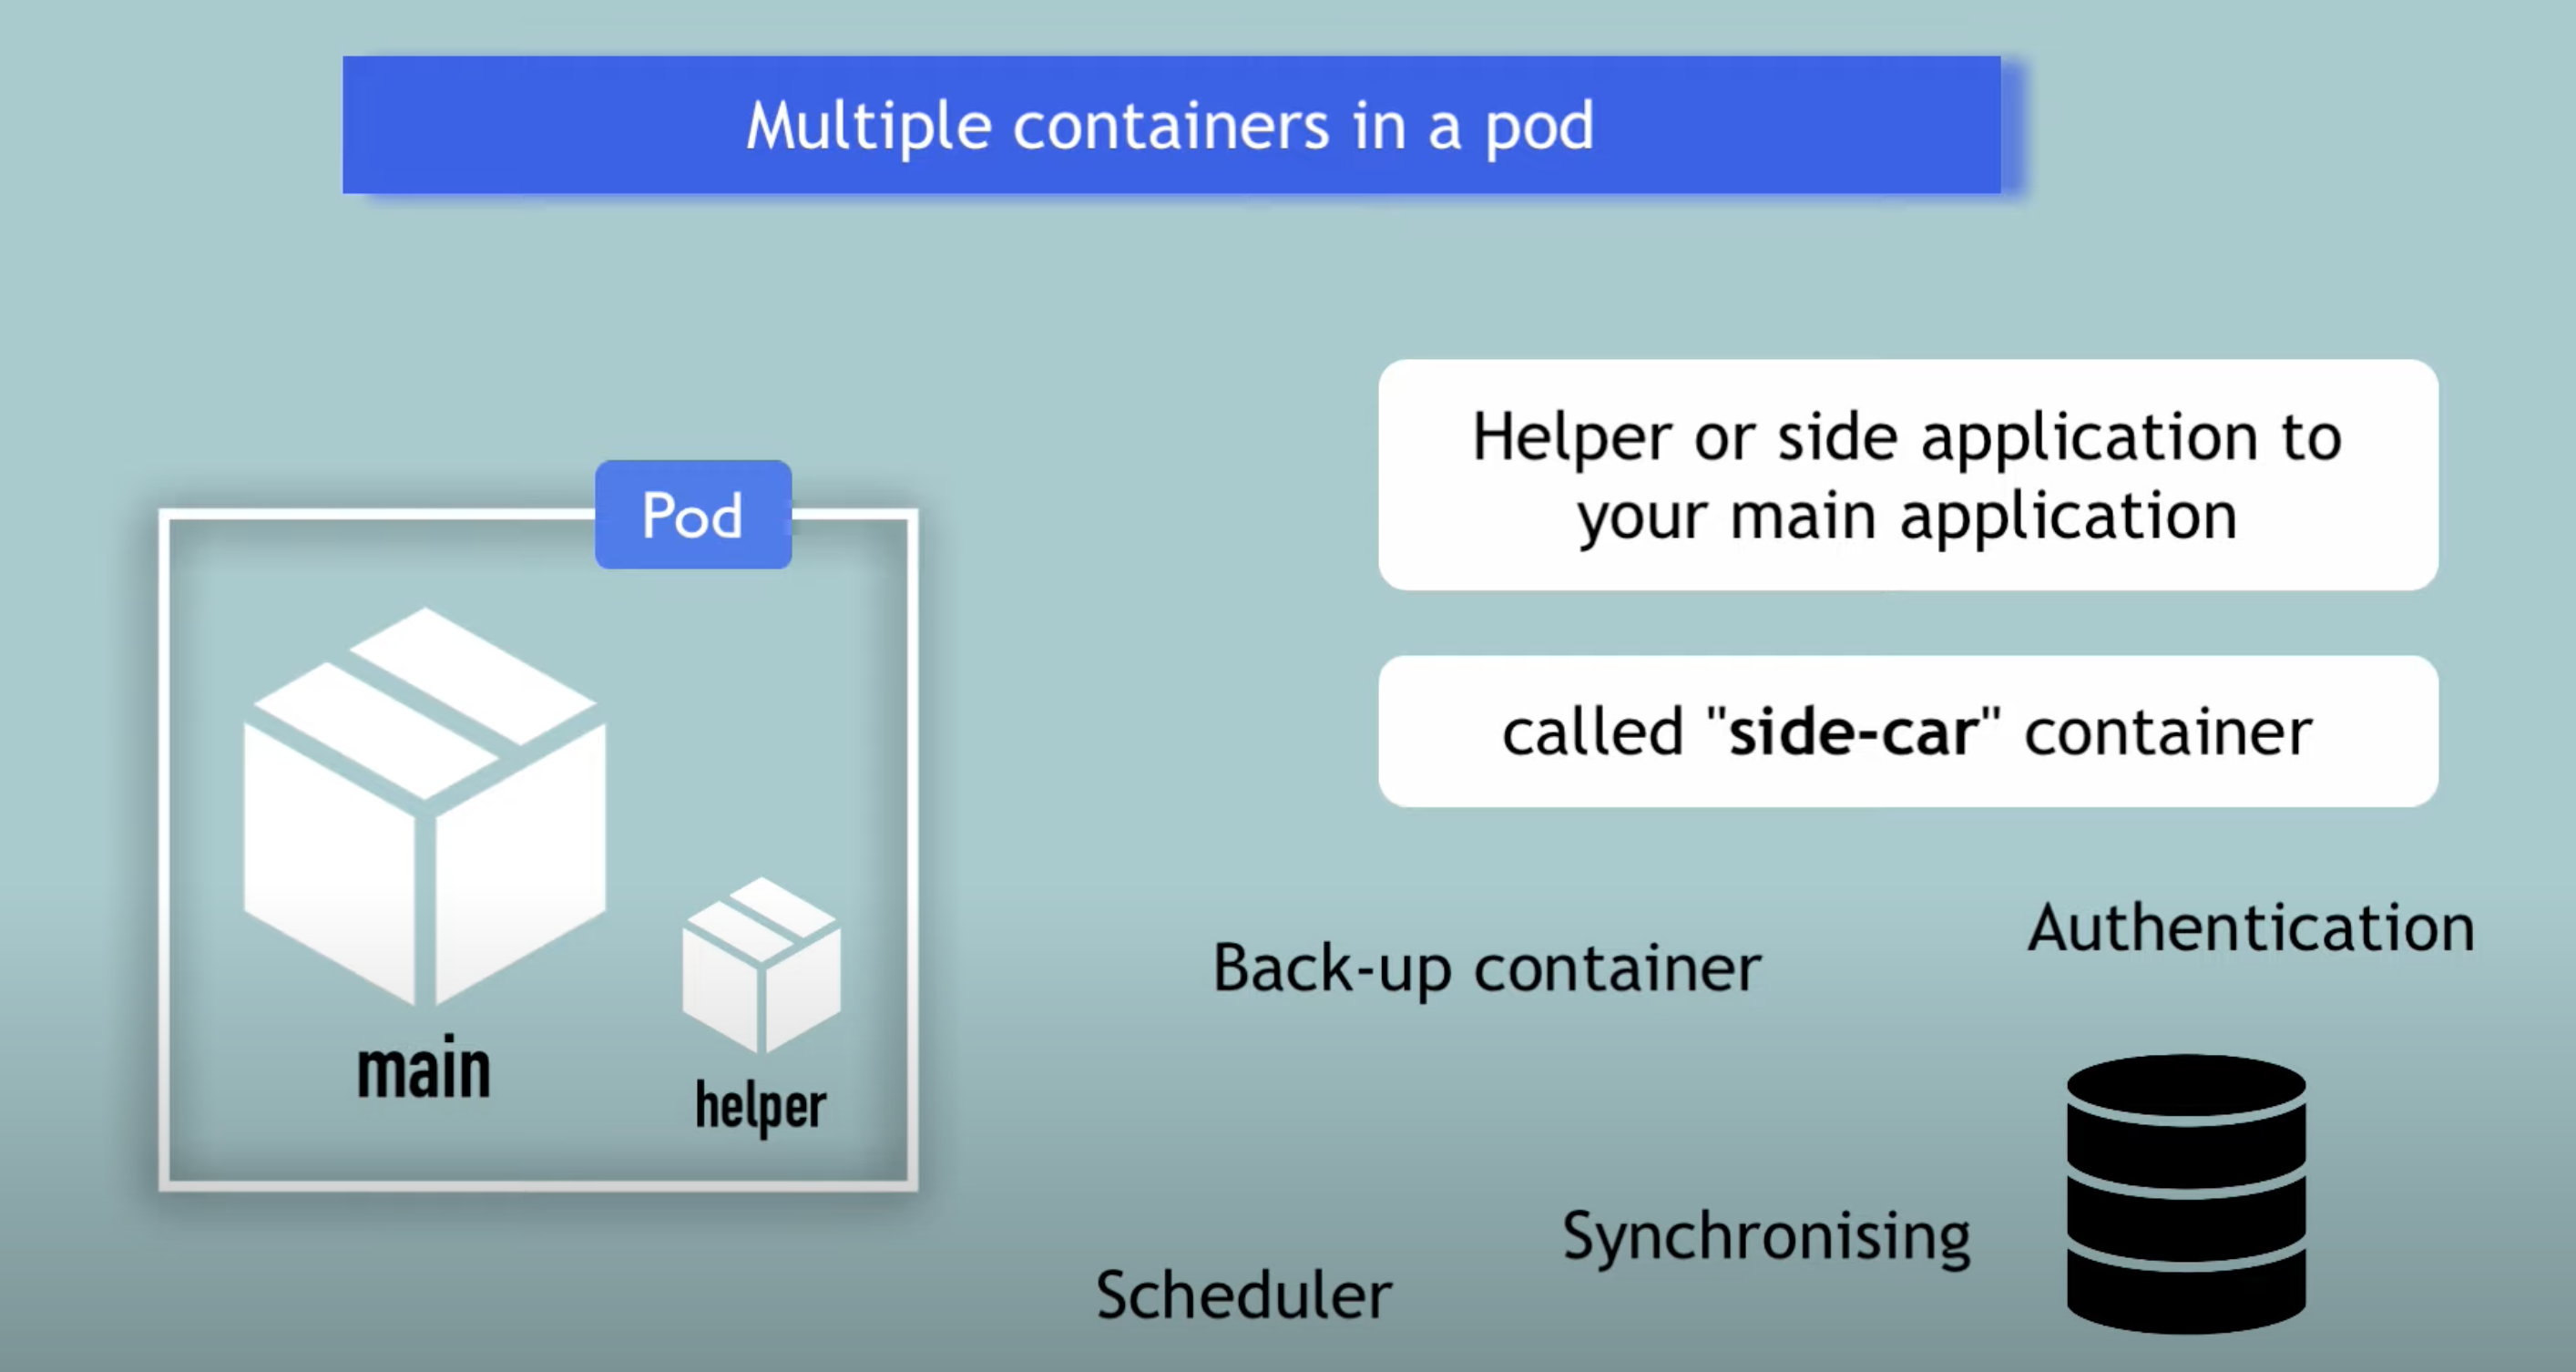 Multiple containers in a pod
Helper or side application to
your main application
Pod
called "side-car" container
Authentication
Back-up container
main
helper
Synchronising
Scheduler